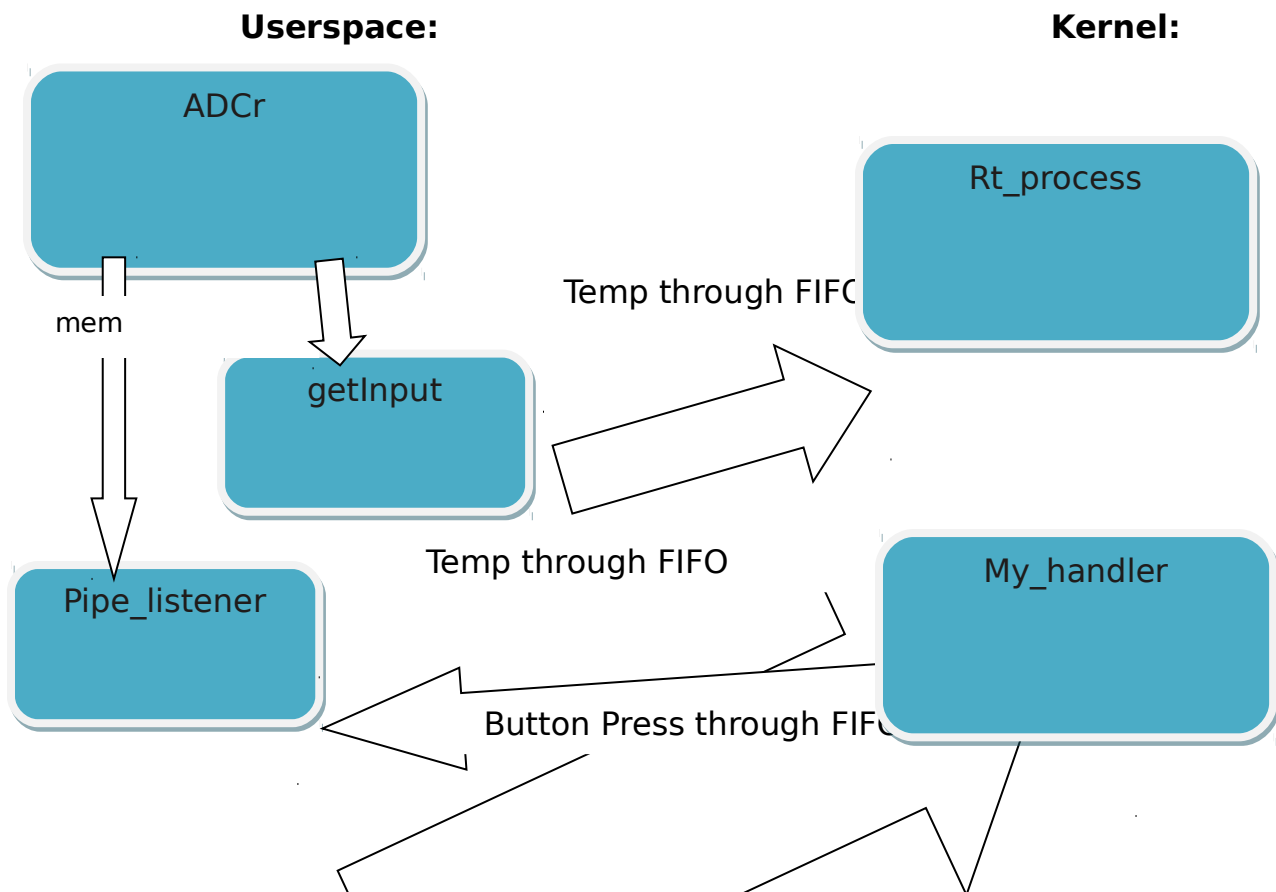 Userspace:
Kernel:
ADCr
Rt_process
Temp through FIFO
mem
getInput
Temp through FIFO
My_handler
Pipe_listener
Button Press through FIFO